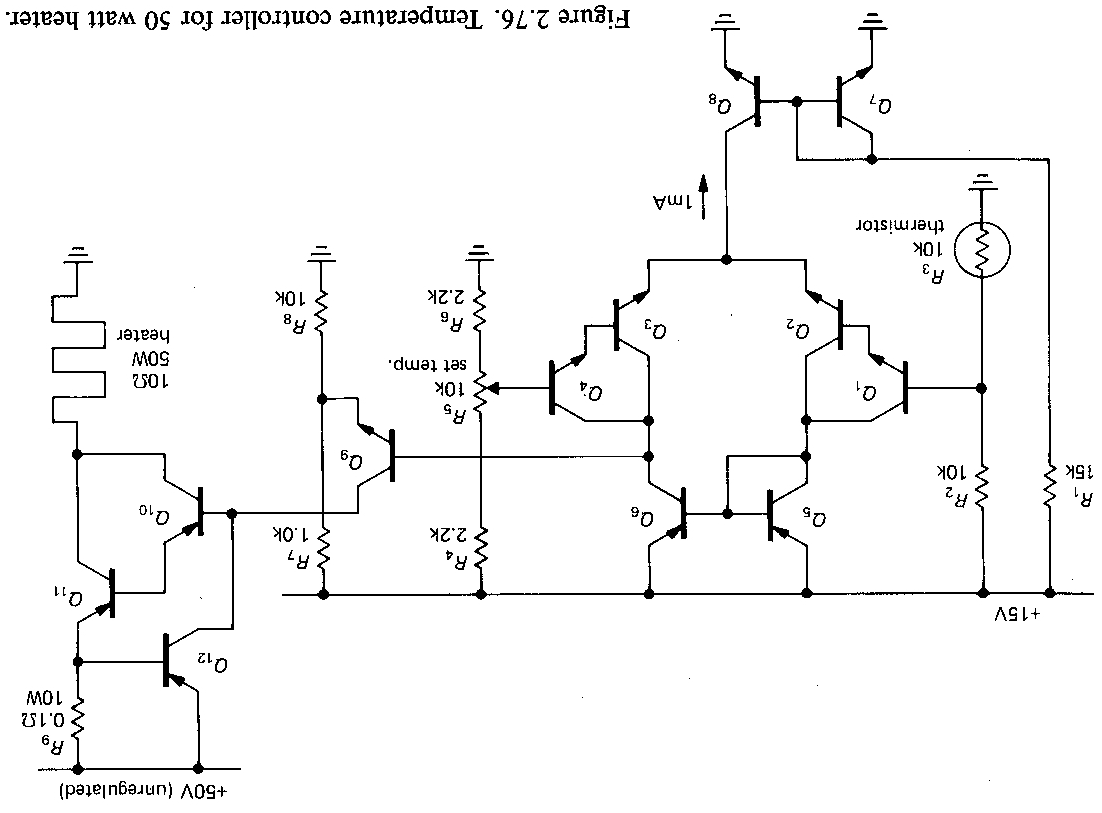 +50V (unregulated)
R9
0.1Ω
10W
Q12
+15V
Q11
R1
15k
R2
10k
Q5
Q6
R4
2.2k
R7
1.0k
Q10
Q1
Q4
R5
10k
set temp.
Q9
10Ω
50W
heater
Q2
Q3
R6
2.2k
R8
10k
R3
10k
thermistor
1mA
Q7
Q8
Figure 2.76. Temperature controller for 50 watt heater.